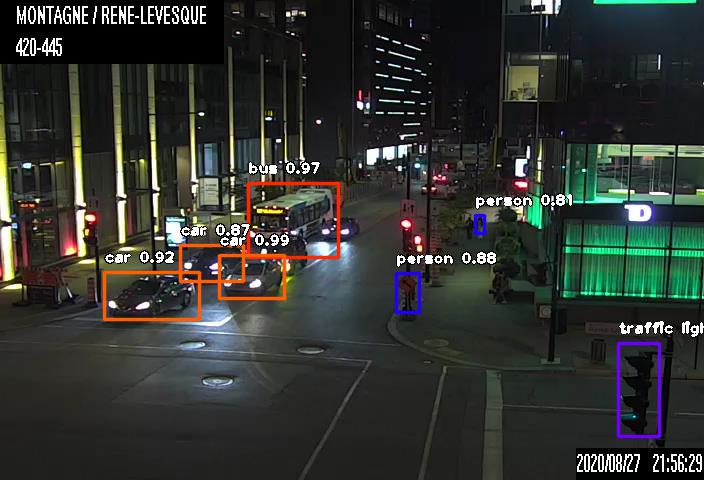 MONTAGNE / RENE-LEVESQUE
420-445
bus 0.97
person 0.81
car 0.87
car 0.99
car 0.92
person 0.88
TD
traffic ligh
2020/08/27 21:56:29